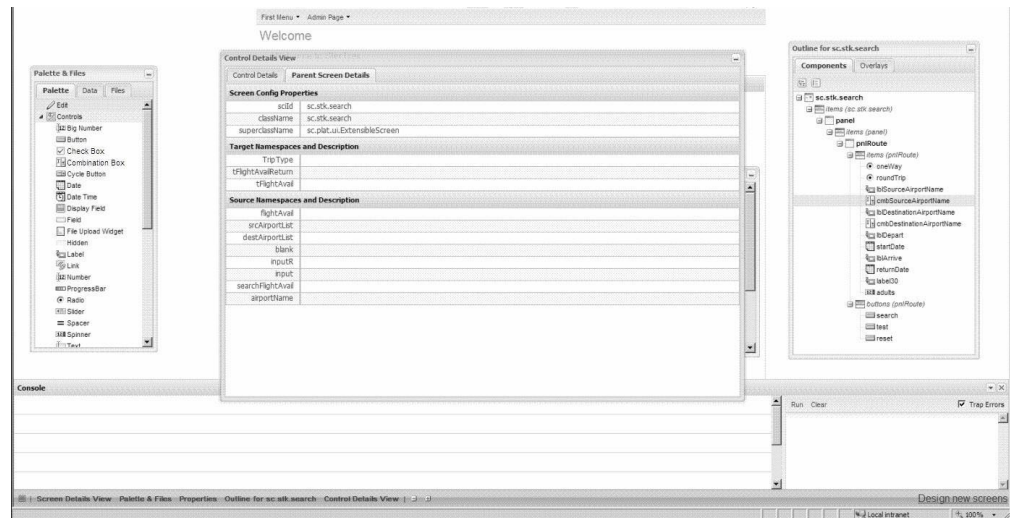 First Menu Admin Page
Welcome
Control Details View
Control Details Parent Screen Details
Screen Config Properties
scId sc.stk.search
className sc.stk.search
superclassName sc.plat.ui.ExtensibleScreen
Target Namespaces and Description
TripType
tFlightAvailReturn
tFlightAvail
Source Namespaces and Description
flightAvail
srcAirportList
destAirportList
blank
inputR
input
searchFlightAvail
airportName
Palette & Files
Palette Data Files
Edit
Controls
Big Number
Button
Check Box
Combination Box
Cycle Button
Date
Date Time
Display Field
Field
File Upload Widget
Hidden
Label
Link
Number
ProgressBar
Radio
Slider
Spacer
Spinner
Text
Outline for sc.stk.search
Components Overlays
sc.stk.search
items (sc.stk.search)
panel
items (panel)
pnlRoute
items (pnlRoute)
oneWay
roundTrip
lblSourceAirportName
cmbSourceAirportName
lblDestinationAirportName
cmbDestinationAirportName
lblDepart
startDate
lblArrive
returnDate
label30
adults
buttons (pnlRoute)
search
test
reset
Console
Run Clear Trap Errors
Screen Details View Palette & Files Properties Outline for sc.stk.search Control Details View
Design new screens
Local intranet 100%